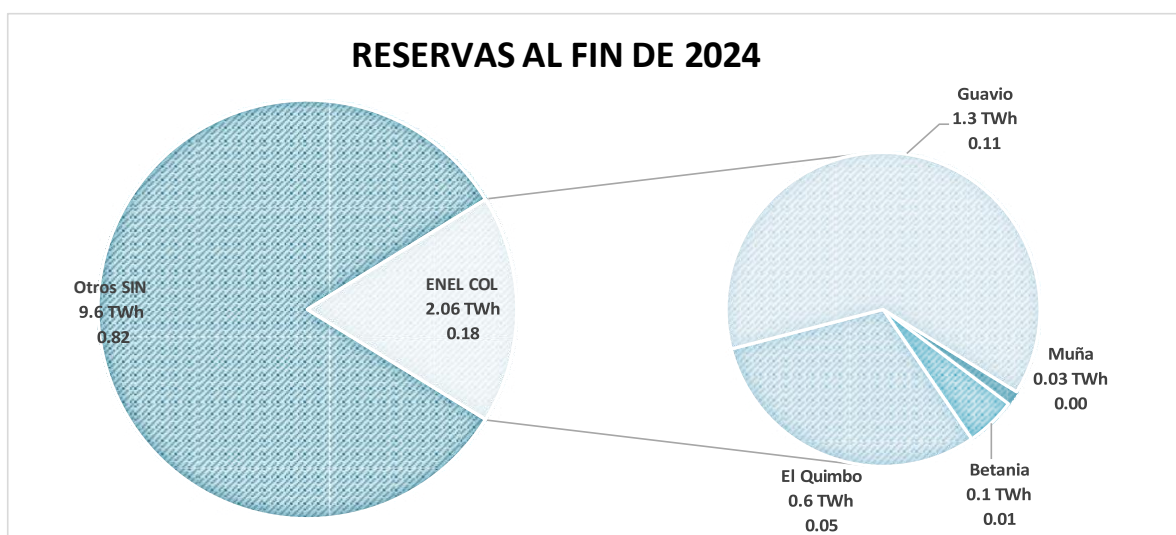 RESERVAS AL FIN DE 2024
Otros SIN
9.6 TWh
0.82
ENEL COL
2.06 TWh
0.18
Guavio
1.3 TWh
0.11
Muña
0.03 TWh
0.00
Betania
0.1 TWh
0.01
El Quimbo
0.6 TWh
0.05